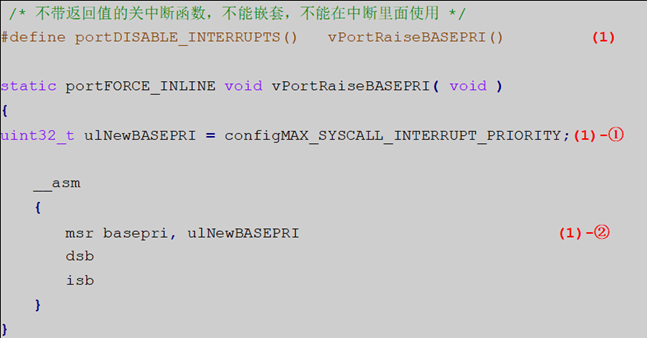 /* 不带返回值的关中断函数，不能嵌套，不能在中断里面使用 */
#define portDISABLE_INTERRUPTS()   vPortRaiseBASEPRI()   (1)
static portFORCE_INLINE void vPortRaiseBASEPRI( void )
{
uint32_t ulNewBASEPRI = configMAX_SYSCALL_INTERRUPT_PRIORITY;(1)-①
__asm
{
msr basepri, ulNewBASEPRI   (1)-②
dsb
isb
}
}